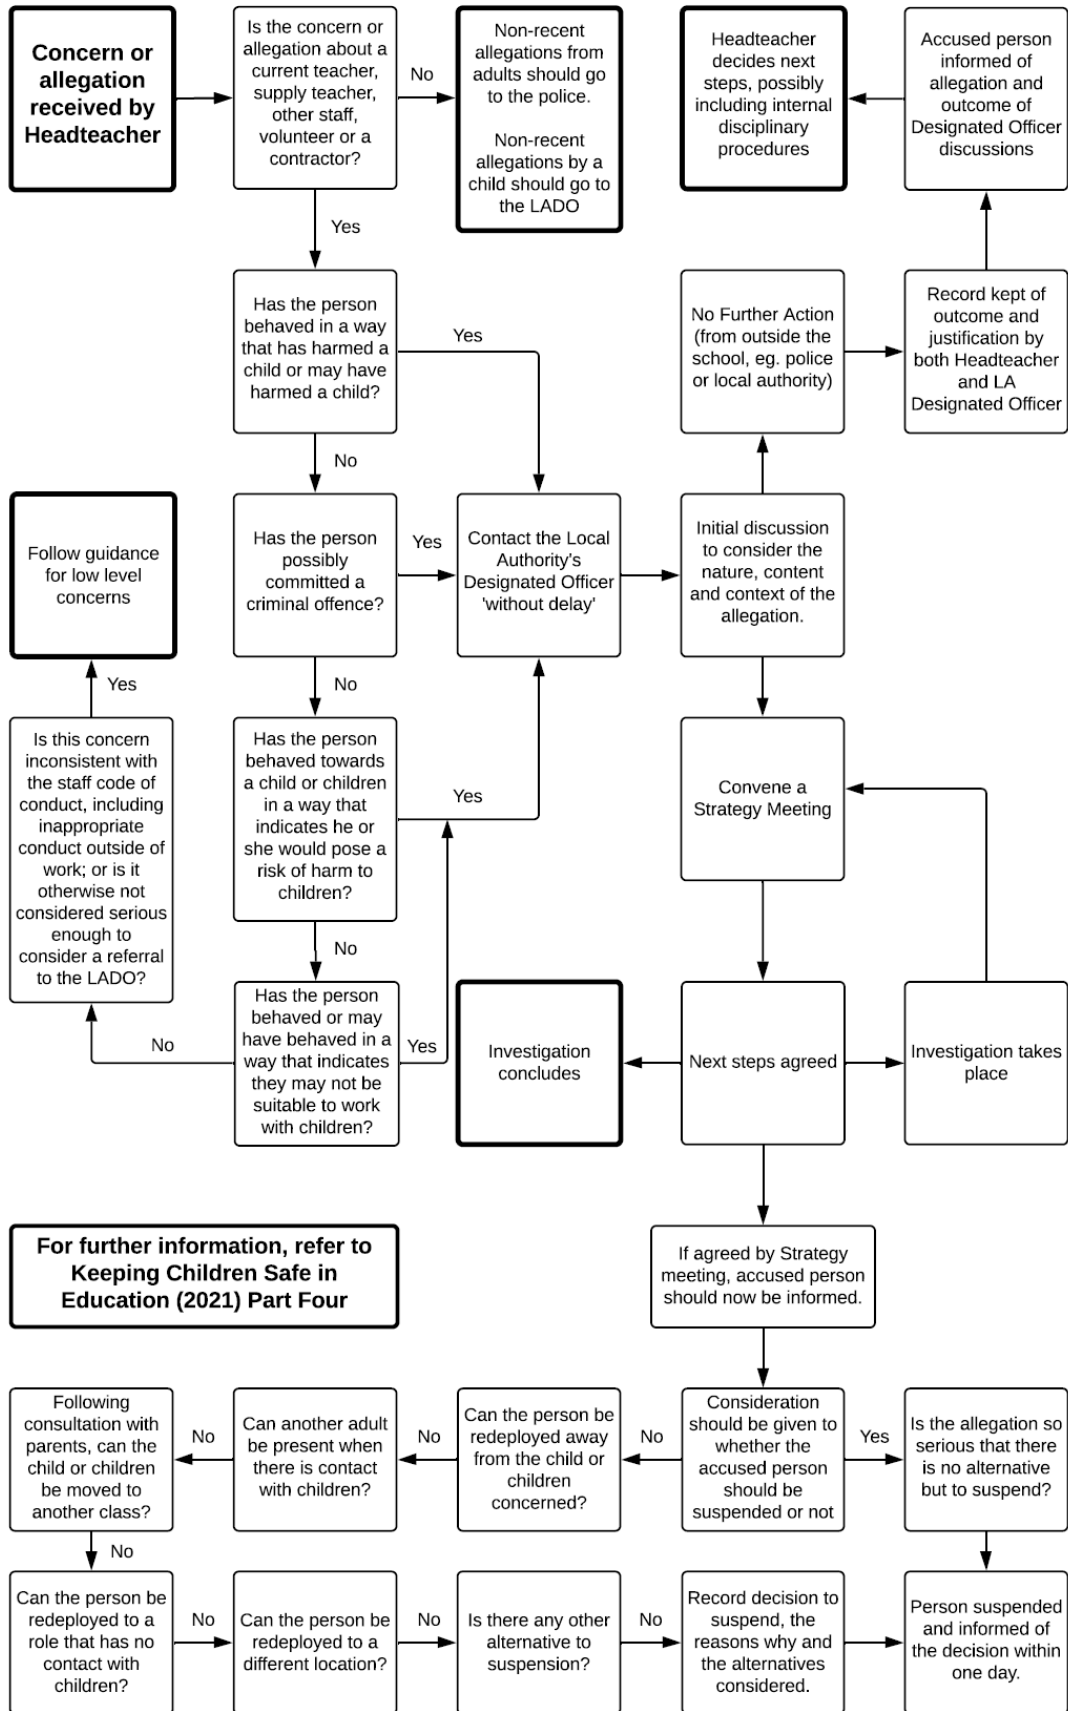 Concern or
allegation
received by
Headteacher
Is the concern or
allegation about a
current teacher,
supply teacher,
other staff,
volunteer or a
contractor?
No
Non-recent
allegations from
adults should go
to the police.
Non-recent
allegations by a
child should go to
the LADO
Headteacher
decides next
steps, possibly
including internal
disciplinary
procedures
Accused person
informed of
allegation and
outcome of
Designated Officer
discussions
Yes
Has the person
behaved in a way
that has harmed a
child or may have
harmed a child?
Yes
No Further Action
(from outside the
school, eg. police
or local authority)
Record kept of
outcome and
justification by
both Headteacher
and LA
Designated Officer
No
Follow guidance
for low level
concerns
Has the person
possibly
committed a
criminal offence?
Yes
Contact the Local
Authority's
Designated Officer
'without delay'
Initial discussion
to consider the
nature, content
and context of the
allegation.
Yes
No
Is this concern
inconsistent with
the staff code of
conduct, including
inappropriate
conduct outside of
work; or is it
otherwise not
considered serious
enough to
consider a referral
to the LADO?
Has the person
behaved towards
a child or children
in a way that
indicates he or
she would pose a
risk of harm to
children?
Yes
Convene a
Strategy Meeting
No
No
Has the person
behaved or may
have behaved in a
way that indicates
they may not be
suitable to work
with children?
Yes
Investigation
concludes
Next steps agreed
Investigation takes
place
For further information, refer to
Keeping Children Safe in
Education (2021) Part Four
If agreed by Strategy
meeting, accused person
should now be informed.
Following
consultation with
parents, can the
child or children
be moved to
another class?
No
Can another adult
be present when
there is contact
with children?
No
Can the person be
redeployed away
from the child or
children
concerned?
No
Consideration
should be given to
whether the
accused person
should be
suspended or not
Yes
Is the allegation so
serious that there
is no alternative
but to suspend?
No
Can the person be
redeployed to a
role that has no
contact with
children?
No
Can the person be
redeployed to a
different location?
No
Is there any other
alternative to
suspension?
No
Record decision to
suspend, the
reasons why and
the alternatives
considered.
Person suspended
and informed of
the decision within
one day.